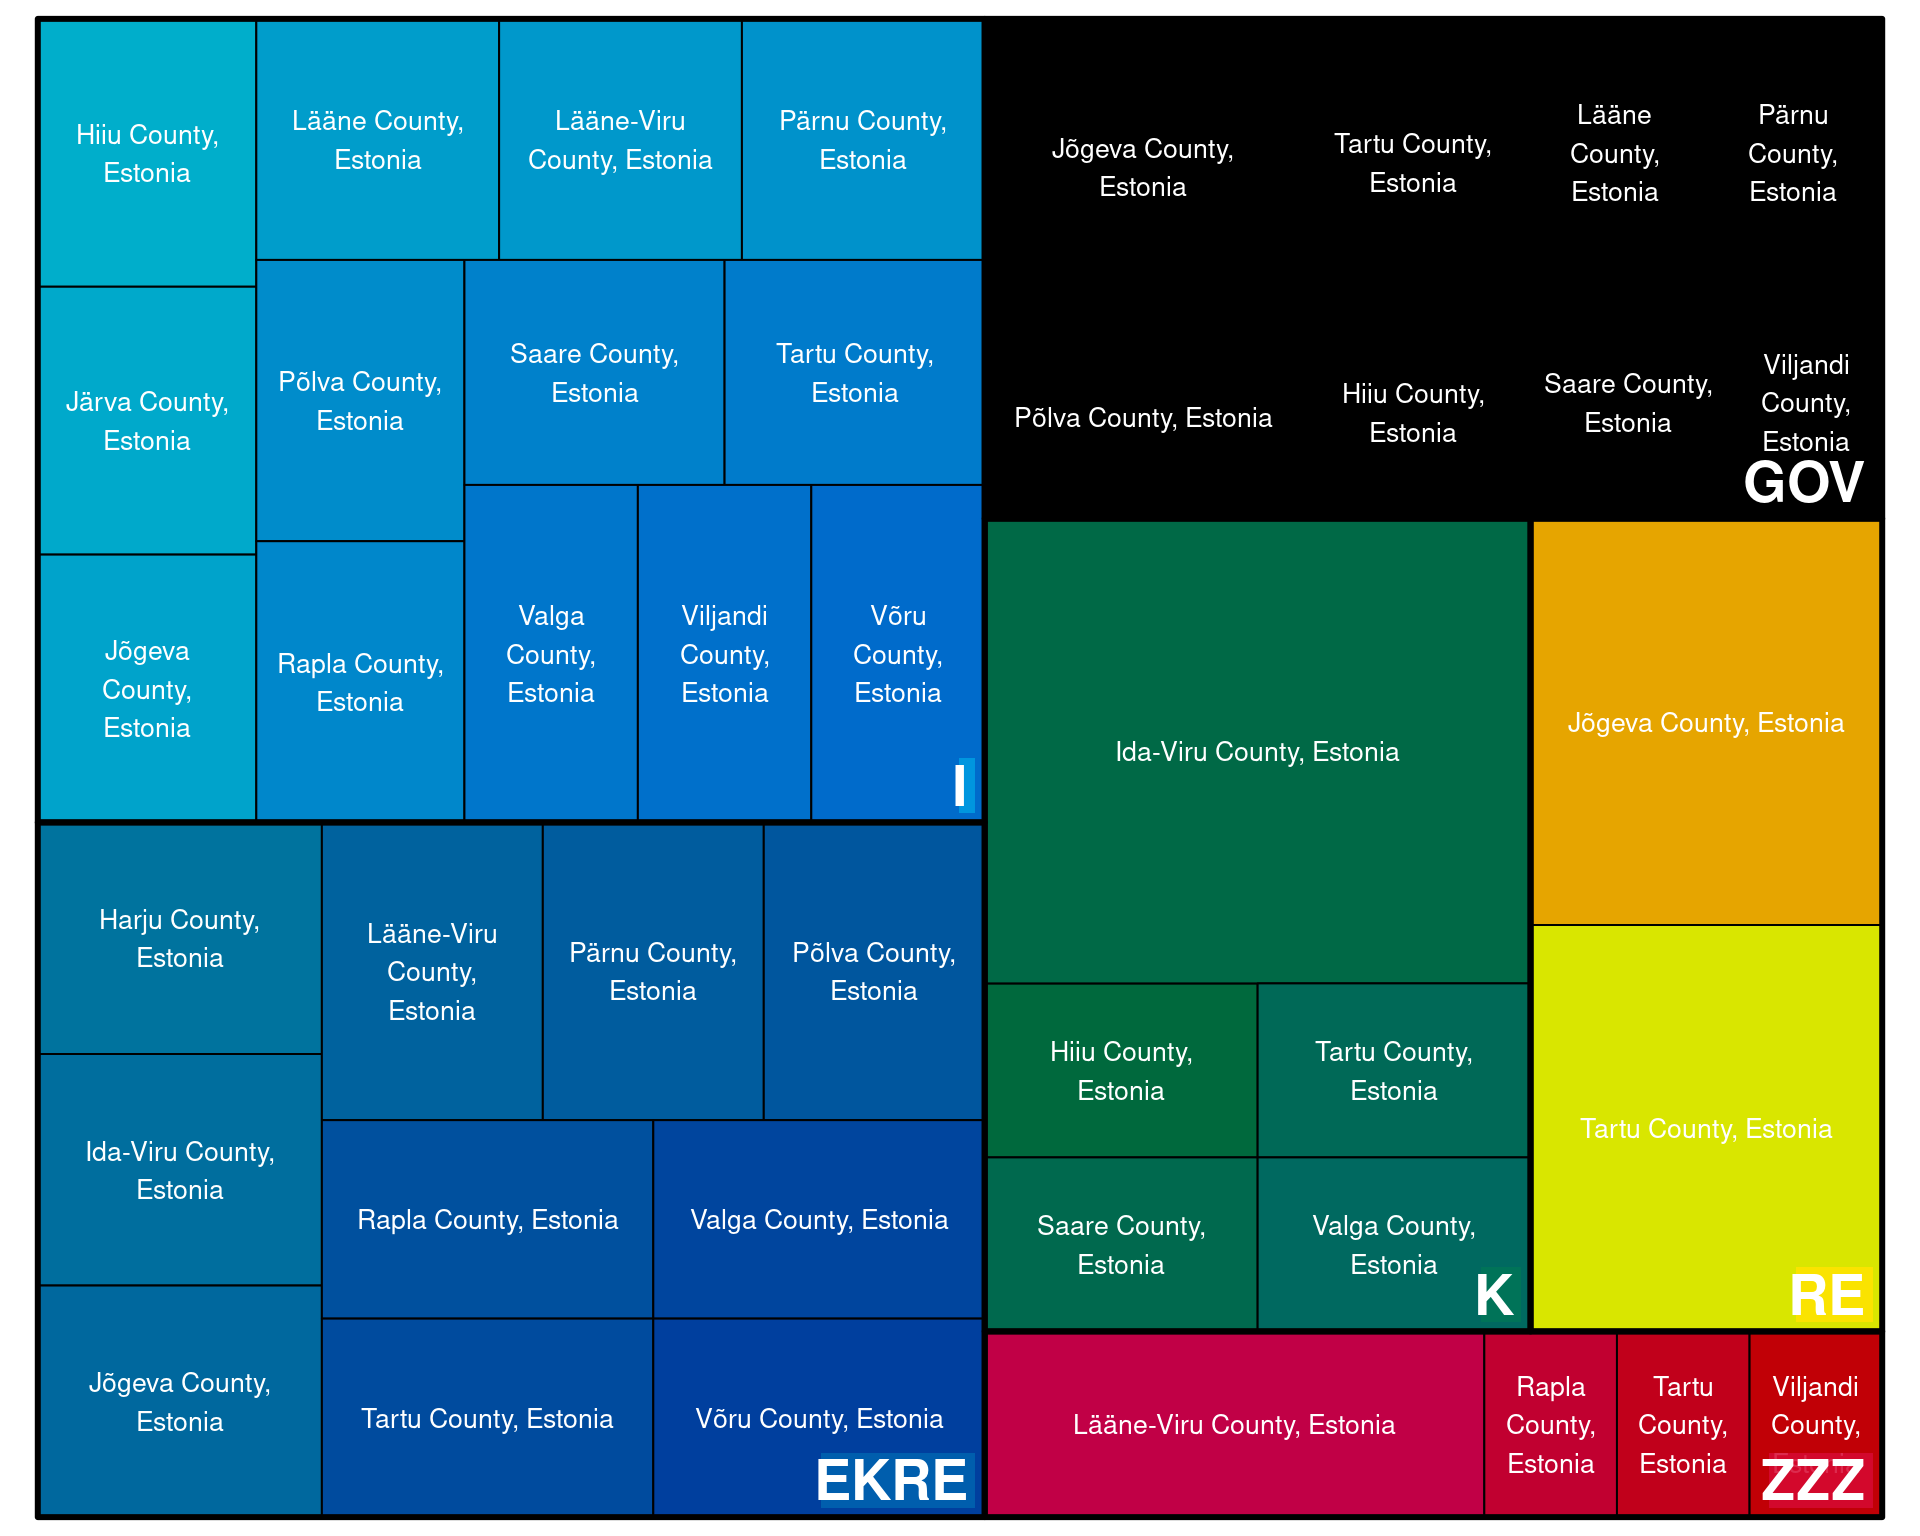 Hiiu County,
Estonia
Lääne County,
Estonia
Lääne-Viru
County, Estonia
Pärnu County,
Estonia
Järva County,
Estonia
Põlva County,
Estonia
Saare County,
Estonia
Tartu County,
Estonia
Jõgeva
County,
Estonia
Rapla County,
Estonia
Valga
County,
Estonia
Viljandi
County,
Estonia
Võru
County,
Estonia
I
Harju County,
Estonia
Lääne-Viru
County,
Estonia
Pärnu County,
Estonia
Põlva County,
Estonia
Ida-Viru County,
Estonia
Rapla County, Estonia
Valga County, Estonia
Jõgeva County,
Estonia
Tartu County, Estonia
Võru County, Estonia
EKRE
Jõgeva County,
Estonia
Tartu County,
Estonia
Lääne
County,
Estonia
Pärnu
County,
Estonia
Põlva County, Estonia
Hiiu County,
Estonia
Saare County,
Estonia
Viljandi
County,
Estonia
GOV
Ida-Viru County, Estonia
Hiiu County,
Estonia
Tartu County,
Estonia
Saare County,
Estonia
Valga County,
Estonia
K
Jõgeva County, Estonia
Tartu County, Estonia
RE
Lääne-Viru County, Estonia
Rapla
County,
Estonia
Tartu
County,
Estonia
Viljandi
County,
ZZZ